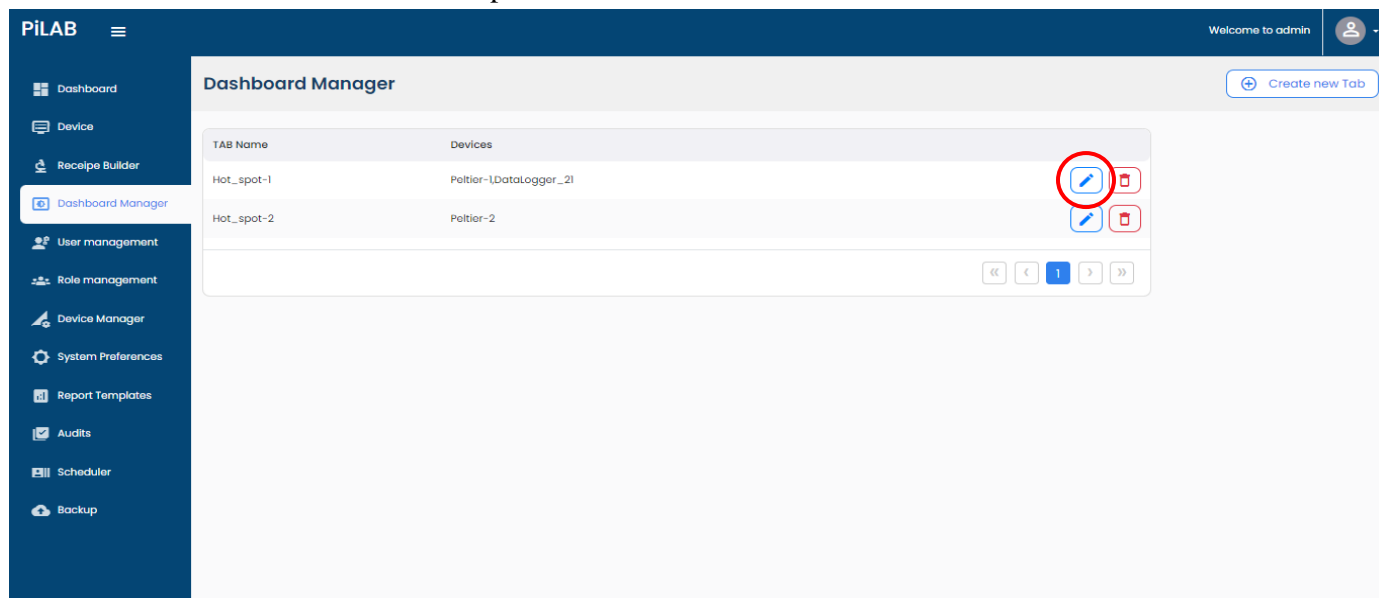 PiLAB
Welcome to admin
Dashboard Manager
Create new Tab
Dashboard
Device
Receipe Builder
Dashboard Manager
User management
Role management
Device Manager
System Preferences
Report Templates
Audits
Scheduler
Backup
TAB Name Devices
Hot_spot-1 Peltier-1,DataLogger_21
Hot_spot-2 Peltier-2
« ‹ 1 › »